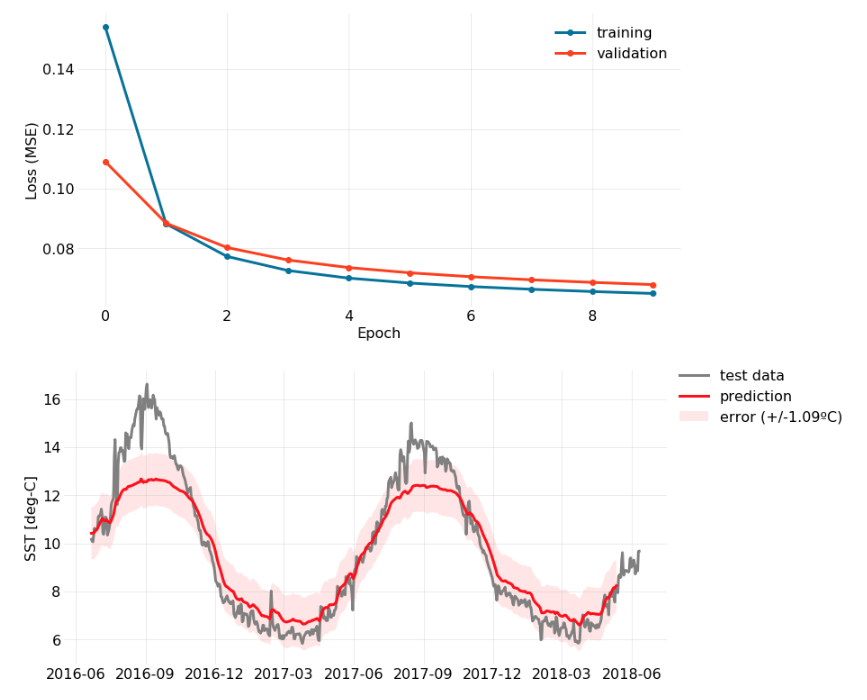 training
validation
0.14
0.12
0.10
0.08
Loss (MSE)
0 2 4 6 8
Epoch
test data
prediction
error (+/-1.09ºC)
16
14
12
10
8
6
SST [deg-C]
2016-06 2016-09 2016-12 2017-03 2017-06 2017-09 2017-12 2018-03 2018-06